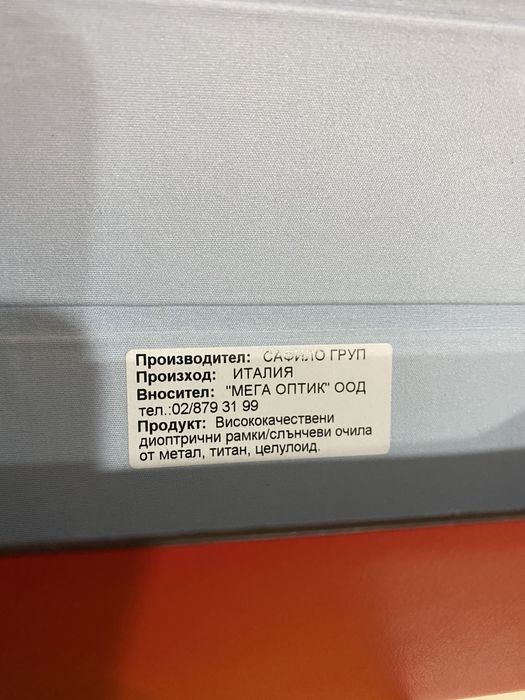 Производител: САФИЛО ГРУП
Произход: ИТАЛИЯ
Вносител: "МЕГА ОПТИК" ООД
тел.:02/879 31 99
Продукт: Висококачествени
диоптрични рамки/слънчеви очила
от метал, титан, целулоид.